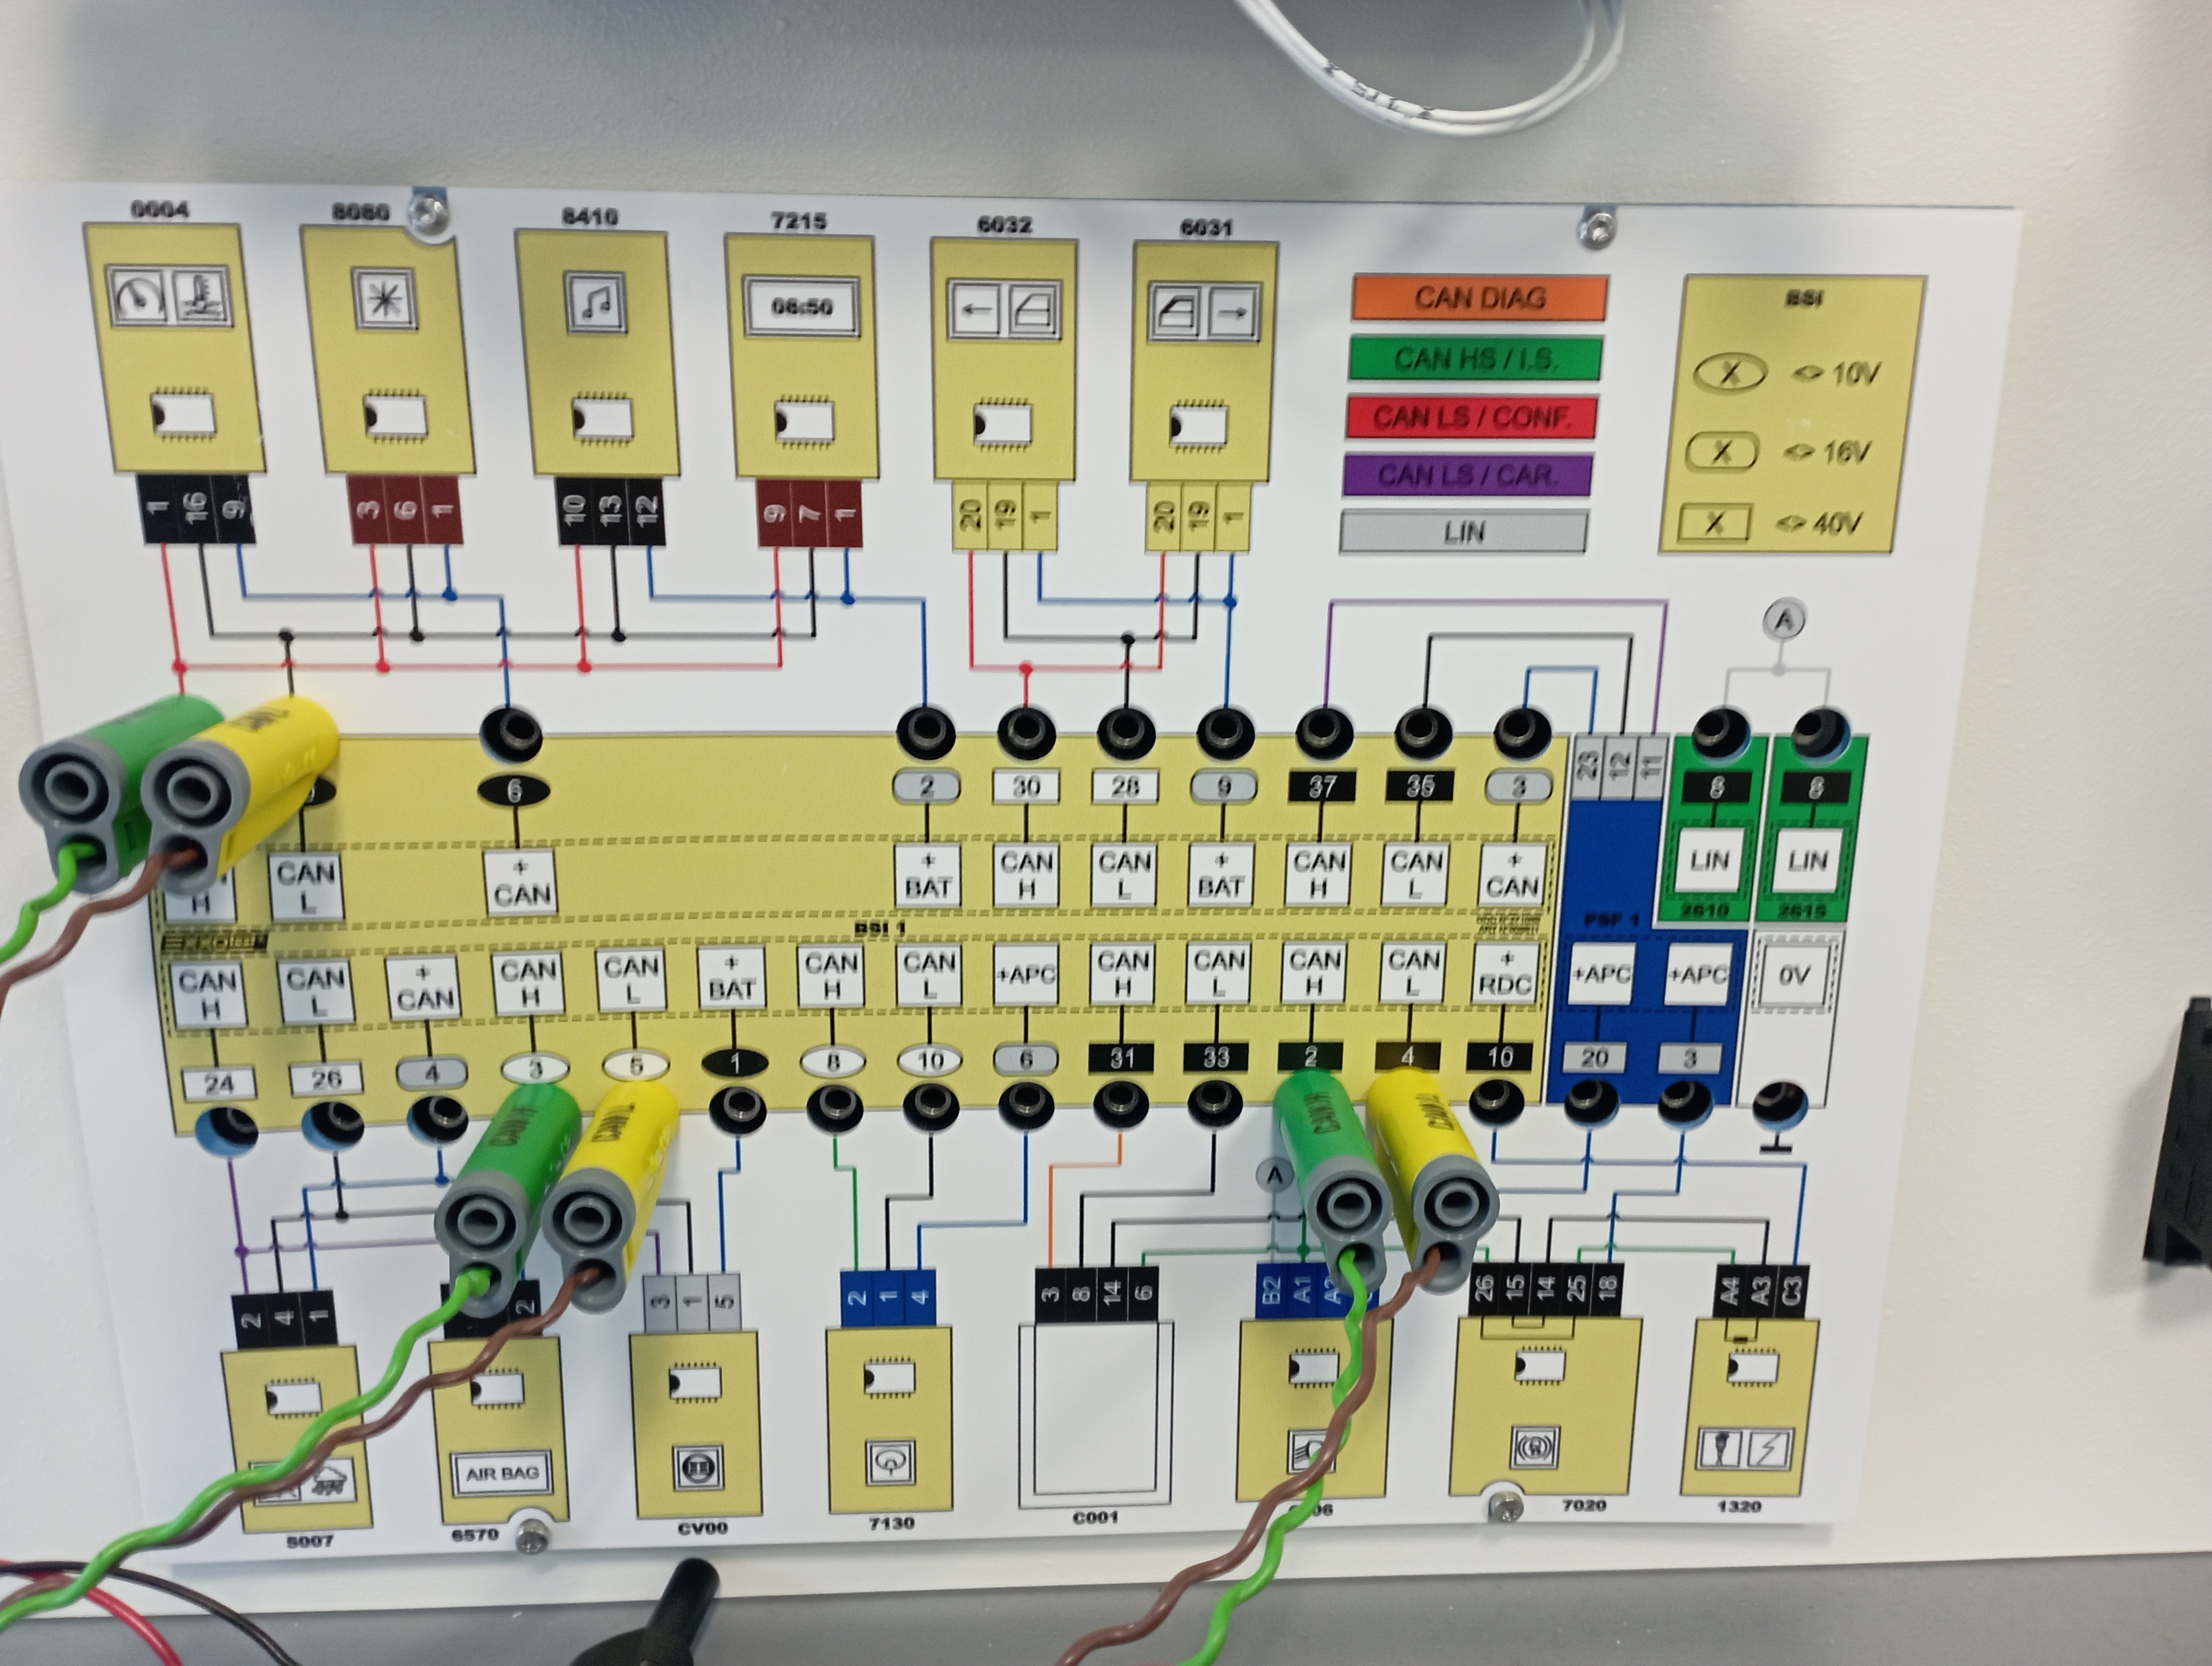 0004
8080
8410
7215
6032
6031
08:50
CAN DIAG
CAN HS / I.S.
CAN LS / CONF.
CAN LS / CAR.
LIN
BSI
X <> 10V
X <> 16V
X <> 40V
1 16 9
3 6 1
10 13 12
9 7 1
20 19 1
20 19 1
A
23 12 11
6
2
30
28
9
37
35
3
8
8
H
CAN L
+ CAN
+ BAT
CAN H
CAN L
+ BAT
CAN H
CAN L
+ CAN
LIN
LIN
2610
2615
PSF 1
BSI 1
CAN H
CAN L
+ CAN
CAN H
CAN L
+ BAT
CAN H
CAN L
+APC
CAN H
CAN L
CAN H
CAN L
+ RDC
+APC
+APC
0V
24
26
4
3
5
1
8
10
6
31
33
2
4
10
20
3
CAN H
CAN L
CAN H
CAN L
A
2 4 1
2
3 1 5
2 1 4
3 8 14 6
B2 A1
26 15 14 25 18
A4 A3 C3
AIR BAG
5007
6570
CV00
7130
C001
06
7020
1320